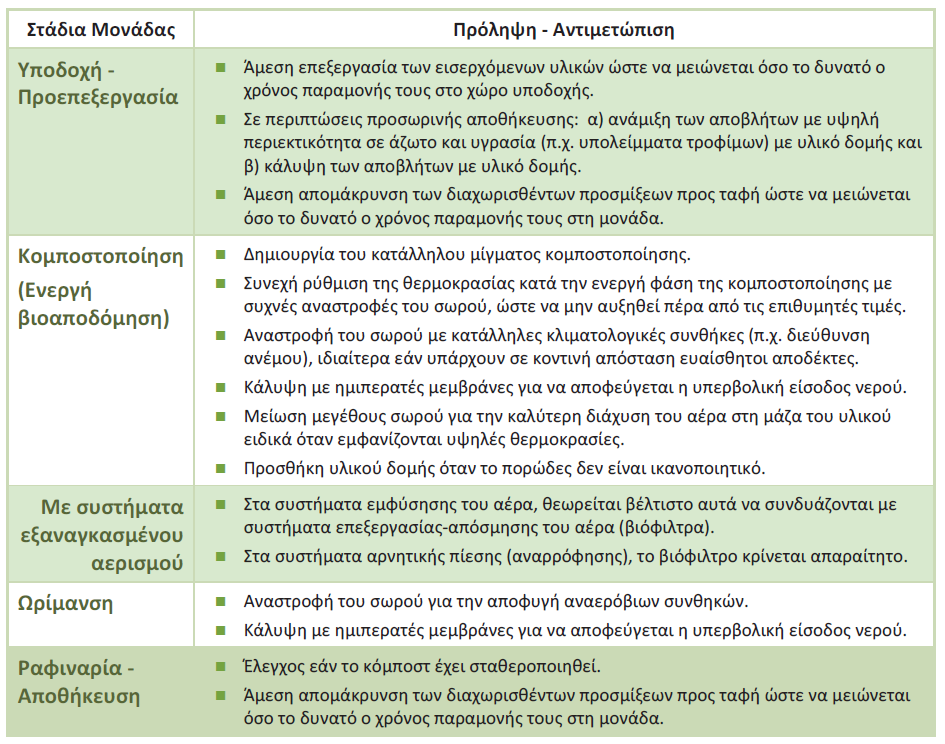 Στάδια Μονάδας
Πρόληψη - Αντιμετώπιση
Υποδοχή -
Προεπεξεργασία
■ Άμεση επεξεργασία των εισερχόμενων υλικών ώστε να μειώνεται όσο το δυνατό ο
χρόνος παραμονής τους στο χώρο υποδοχής.
■ Σε περιπτώσεις προσωρινής αποθήκευσης: α) ανάμιξη των αποβλήτων με υψηλή
περιεκτικότητα σε άζωτο και υγρασία (π.χ. υπολείμματα τροφίμων) με υλικό δομής και
β) κάλυψη των αποβλήτων με υλικό δομής.
■ Άμεση απομάκρυνση των διαχωρισθέντων προσμίξεων προς ταφή ώστε να μειώνεται
όσο το δυνατό ο χρόνος παραμονής τους στη μονάδα.
Κομποστοποίηση
(Ενεργή
βιοαποδόμηση)
■ Δημιουργία του κατάλληλου μίγματος κομποστοποίησης.
■ Συνεχή ρύθμιση της θερμοκρασίας κατά την ενεργή φάση της κομποστοποίησης με
συχνές αναστροφές του σωρού, ώστε να μην αυξηθεί πέρα από τις επιθυμητές τιμές.
■ Αναστροφή του σωρού με κατάλληλες κλιματολογικές συνθήκες (π.χ. διεύθυνση
ανέμου), ιδιαίτερα εάν υπάρχουν σε κοντινή απόσταση ευαίσθητοι αποδέκτες.
■ Κάλυψη με ημιπερατές μεμβράνες για να αποφεύγεται η υπερβολική είσοδος νερού.
■ Μείωση μεγέθους σωρού για την καλύτερη διάχυση του αέρα στη μάζα του υλικού
ειδικά όταν εμφανίζονται υψηλές θερμοκρασίες.
■ Προσθήκη υλικού δομής όταν το πορώδες δεν είναι ικανοποιητικό.
Με συστήματα
εξαναγκασμένου
αερισμού
■ Στα συστήματα εμφύσησης του αέρα, θεωρείται βέλτιστο αυτά να συνδυάζονται με
συστήματα επεξεργασίας-απόσμησης του αέρα (βιόφιλτρα).
■ Στα συστήματα αρνητικής πίεσης (αναρρόφησης), το βιόφιλτρο κρίνεται απαραίτητο.
Ωρίμανση
■ Αναστροφή του σωρού για την αποφυγή αναερόβιων συνθηκών.
■ Κάλυψη με ημιπερατές μεμβράνες για να αποφεύγεται η υπερβολική είσοδος νερού.
Ραφιναρία -
Αποθήκευση
■ Έλεγχος εάν το κόμποστ έχει σταθεροποιηθεί.
■ Άμεση απομάκρυνση των διαχωρισθέντων προσμίξεων προς ταφή ώστε να μειώνεται
όσο το δυνατό ο χρόνος παραμονής τους στη μονάδα.